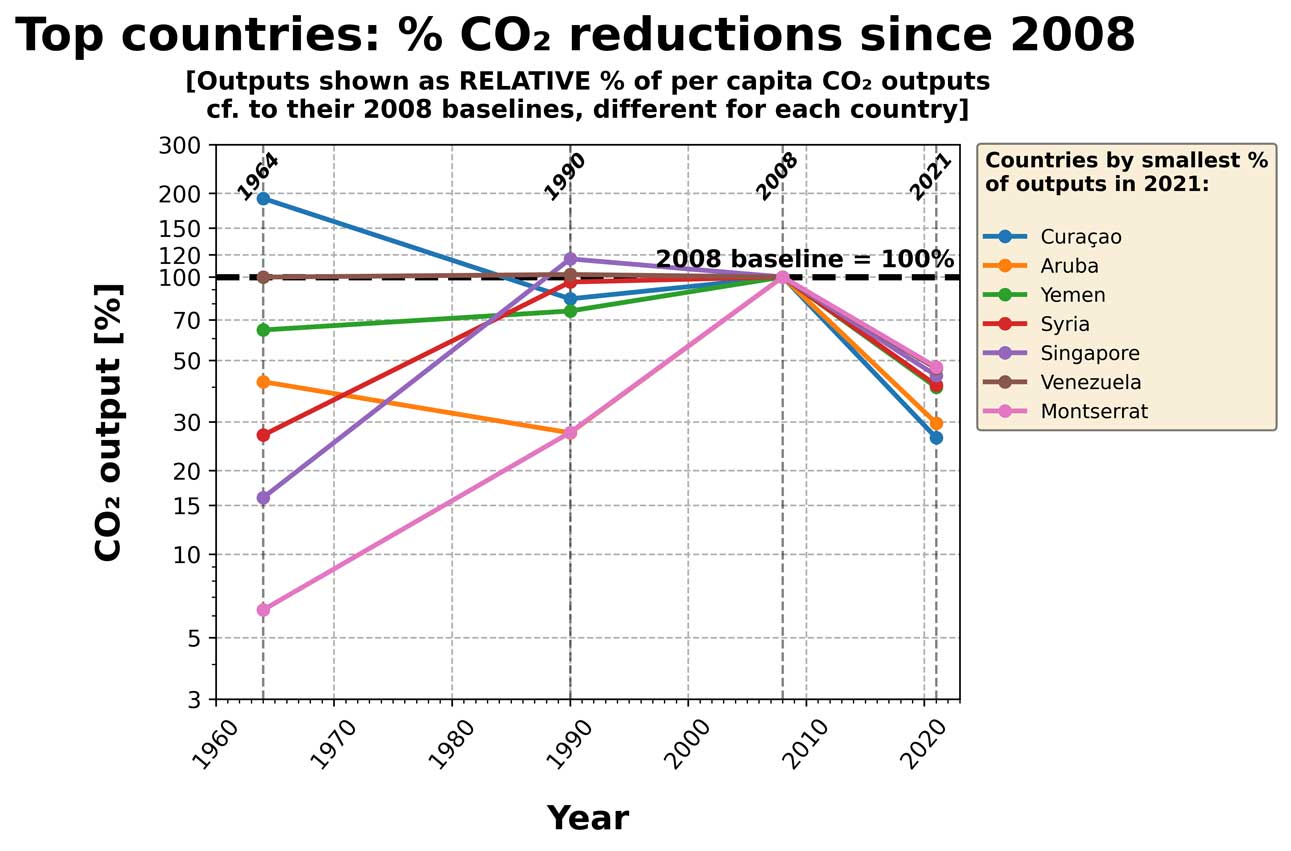 Top countries: % CO₂ reductions since 2008
[Outputs shown as RELATIVE % of per capita CO₂ outputs
cf. to their 2008 baselines, different for each country]
300
200
150
120
100
70
50
30
20
15
10
5
3
CO₂ output [%]
1964
1990
2008
2021
2008 baseline = 100%
1960
1970
1980
1990
2000
2010
2020
Year
Countries by smallest %
of outputs in 2021:
Curaçao
Aruba
Yemen
Syria
Singapore
Venezuela
Montserrat